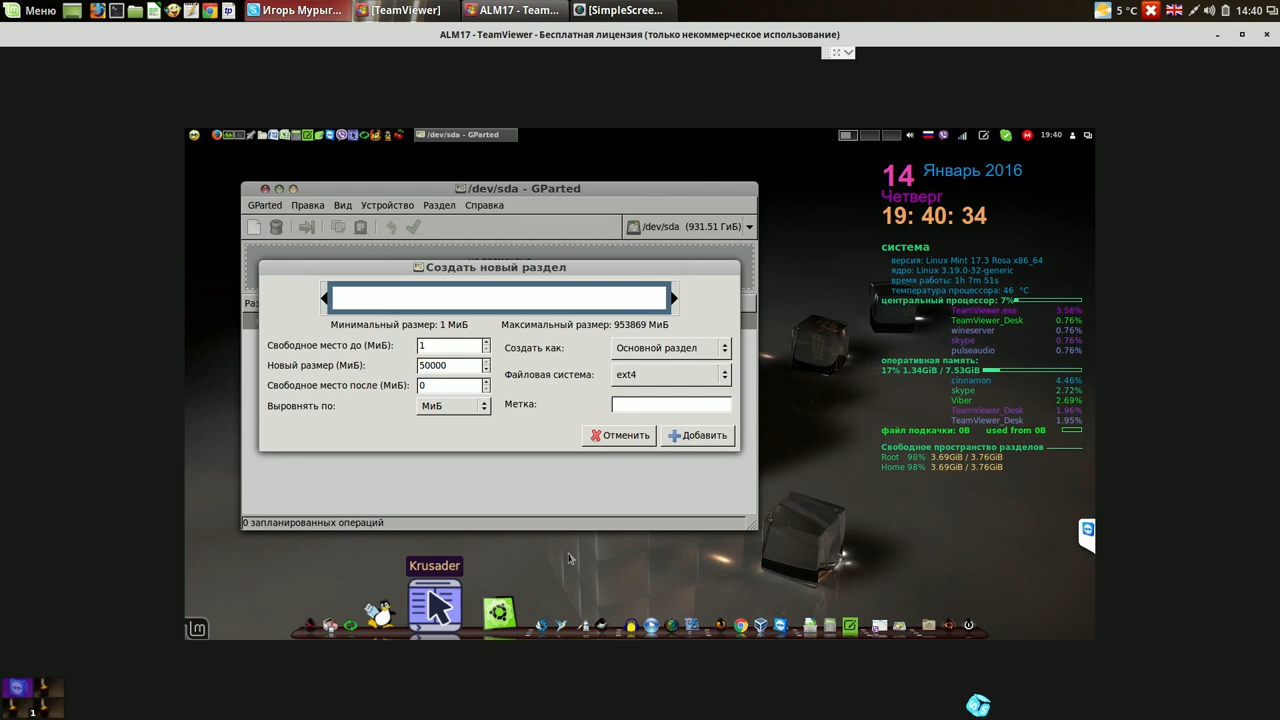 Меню
Игорь Мурыг...
[TeamViewer]
ALM17 - Team...
[SimpleScree...
5 °C
14:40
ALM17 - TeamViewer - Бесплатная лицензия (только некоммерческое использование)
/dev/sda - GParted
19:40
14 Январь 2016
Четверг
19: 40: 34
/dev/sda - GParted
GParted Правка Вид Устройство Раздел Справка
/dev/sda (931.51 ГиБ)
Создать новый раздел
Минимальный размер: 1 МиБ
Максимальный размер: 953869 МиБ
Свободное место до (МиБ): 1
Создать как: Основной раздел
Новый размер (МиБ): 50000
Файловая система: ext4
Свободное место после (МиБ): 0
Выровнять по: МиБ
Метка:
Отменить
Добавить
0 запланированных операций
система
версия: Linux Mint 17.3 Rosa x86_64
ядро: Linux 3.19.0-32-generic
время работы: 1h 7m 51s
температура процессора: 46 °C
центральный процессор: 7%
TeamViewer.exe 3.56%
TeamViewer_Desk 0.76%
wineserver 0.76%
skype 0.76%
pulseaudio 0.76%
оперативная память:
17% 1.34GiB / 7.53GiB
cinnamon 4.46%
skype 2.72%
Viber 2.69%
TeamViewer_Desk 1.96%
TeamViewer_Desk 1.95%
файл подкачки: 0B used from 0B
Свободное пространство разделов
Root 98% 3.69GiB / 3.76GiB
Home 98% 3.69GiB / 3.76GiB
Krusader
1